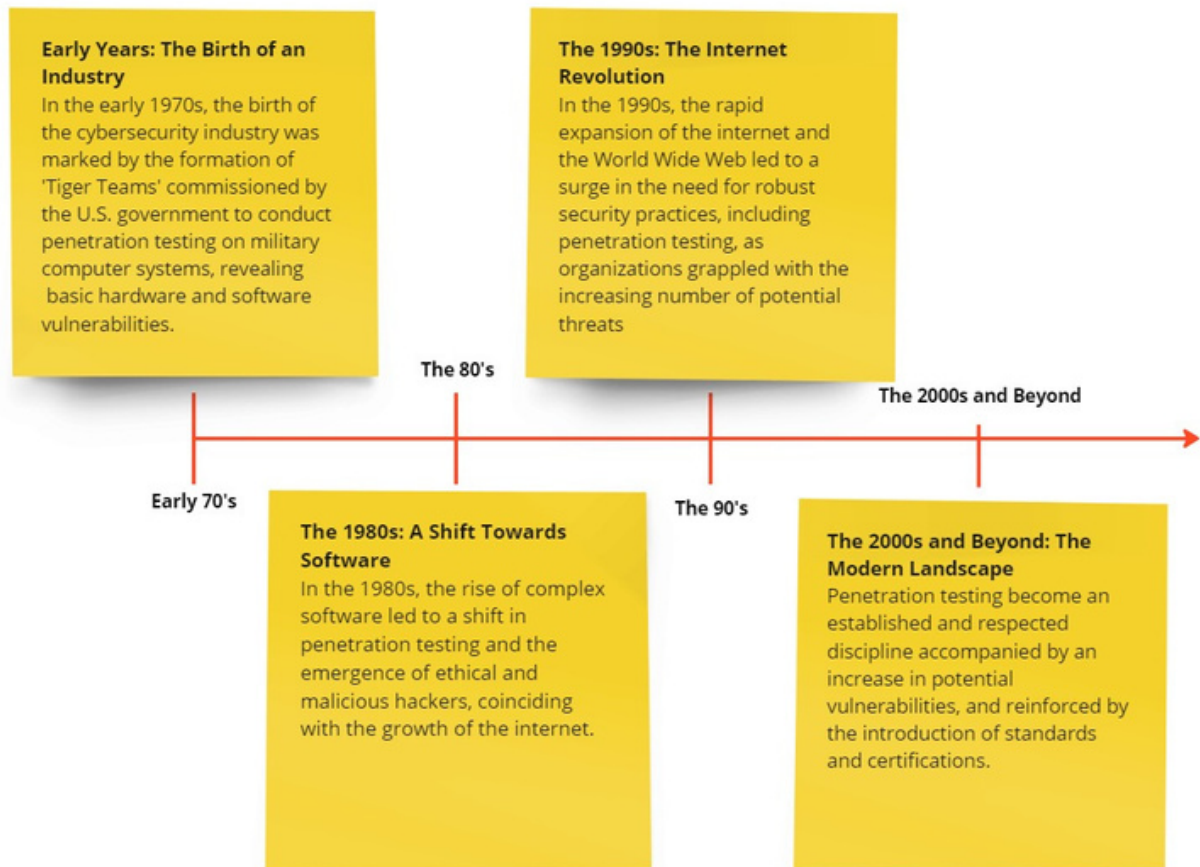 Early Years: The Birth of an
Industry
In the early 1970s, the birth of
the cybersecurity industry was
marked by the formation of
'Tiger Teams' commissioned by
the U.S. government to conduct
penetration testing on military
computer systems, revealing
basic hardware and software
vulnerabilities.
The 1990s: The Internet
Revolution
In the 1990s, the rapid
expansion of the internet and
the World Wide Web led to a
surge in the need for robust
security practices, including
penetration testing, as
organizations grappled with the
increasing number of potential
threats
The 80's
The 2000s and Beyond
Early 70's
The 90's
The 1980s: A Shift Towards
Software
In the 1980s, the rise of complex
software led to a shift in
penetration testing and the
emergence of ethical and
malicious hackers, coinciding
with the growth of the internet.
The 2000s and Beyond: The
Modern Landscape
Penetration testing become an
established and respected
discipline accompanied by an
increase in potential
vulnerabilities, and reinforced by
the introduction of standards
and certifications.